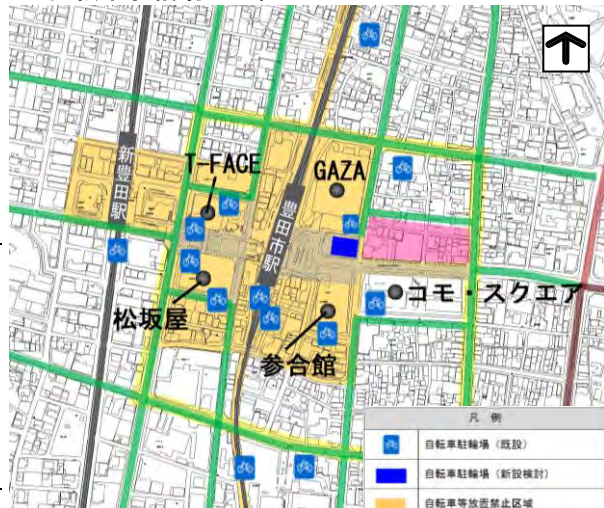 T-FACE
GAZA
新豊田駅
豊田市駅
コモ・スクエア
松坂屋
参合館
凡 例
自転車駐輪場（既設）
自転車駐輪場（新設検討）
自転車等放置禁止区域